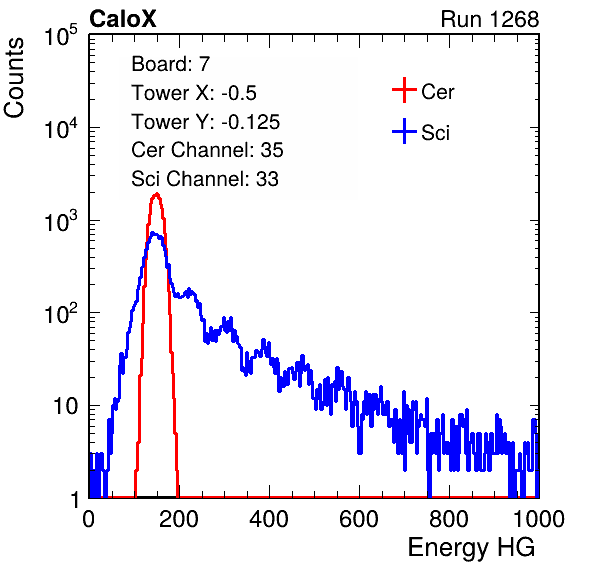 CaloX Run 1268
Counts
Board: 7
Tower X: -0.5
Tower Y: -0.125
Cer Channel: 35
Sci Channel: 33
Cer
Sci
10^5
10^4
10^3
10^2
10
1
0 200 400 600 800 1000
Energy HG